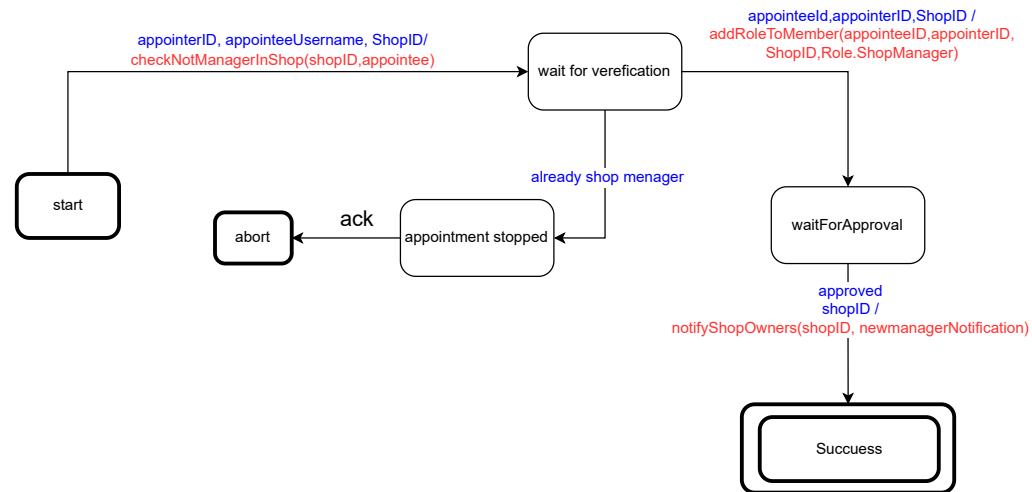 appointeeId,appointerID,ShopID /
addRoleToMember(appointeeID,appointerID,
ShopID,Role.ShopManager)
appointerID, appointeeUsername, ShopID/
checkNotManagerInShop(shopID,appointee)
wait for verefication
already shop menager
start
abort
ack
appointment stopped
waitForApproval
approved
shopID /
notifyShopOwners(shopID, newmanagerNotification)
Succuess